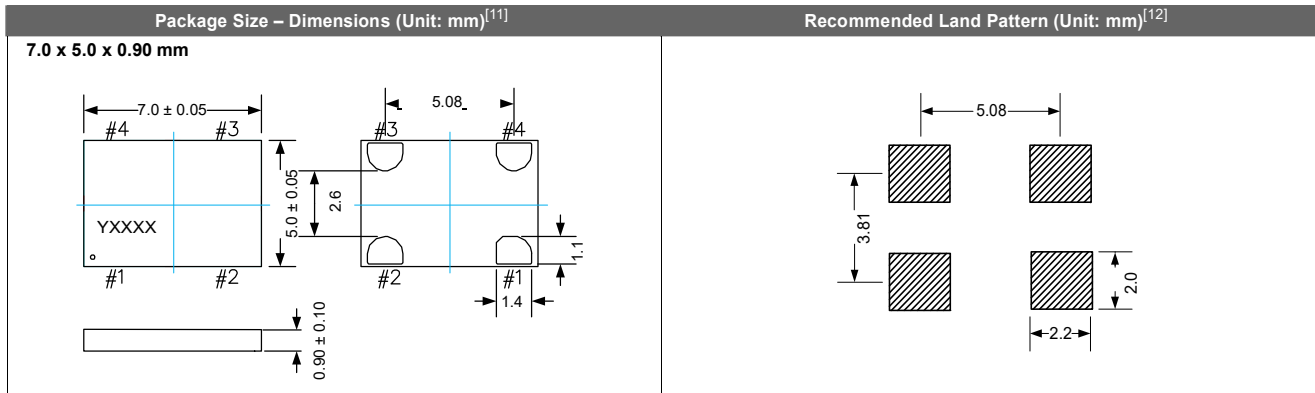 Package Size – Dimensions (Unit: mm)[11]
Recommended Land Pattern (Unit: mm)[12]
7.0 x 5.0 x 0.90 mm
7.0 ± 0.05
#4
#3
5.0 ± 0.05
YXXXX
#1
#2
0.90 ± 0.10
5.08
#3
#4
2.6
1.1
#2
#1
1.4
5.08
3.81
2.0
2.2